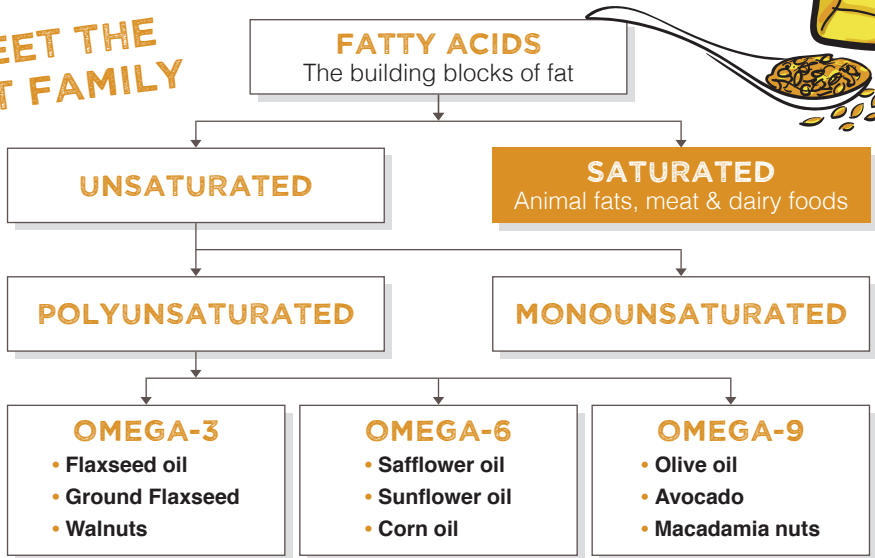 EET THE
T FAMILY
FATTY ACIDS
The building blocks of fat
UNSATURATED
SATURATED
Animal fats, meat & dairy foods
POLYUNSATURATED
MONOUNSATURATED
OMEGA-3
• Flaxseed oil
• Ground Flaxseed
• Walnuts
OMEGA-6
• Safflower oil
• Sunflower oil
• Corn oil
OMEGA-9
• Olive oil
• Avocado
• Macadamia nuts